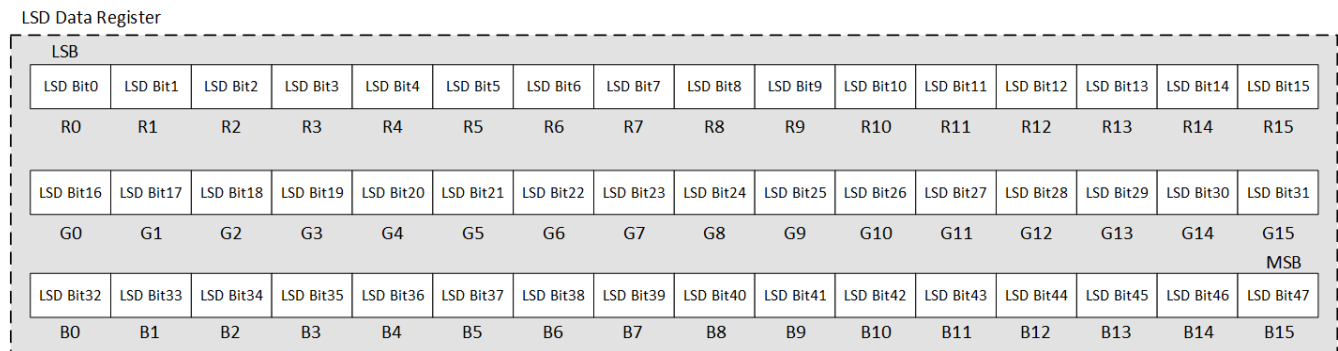 LSD Data Register
LSB
LSD Bit0 LSD Bit1 LSD Bit2 LSD Bit3 LSD Bit4 LSD Bit5 LSD Bit6 LSD Bit7 LSD Bit8 LSD Bit9 LSD Bit10 LSD Bit11 LSD Bit12 LSD Bit13 LSD Bit14 LSD Bit15
R0 R1 R2 R3 R4 R5 R6 R7 R8 R9 R10 R11 R12 R13 R14 R15
LSD Bit16 LSD Bit17 LSD Bit18 LSD Bit19 LSD Bit20 LSD Bit21 LSD Bit22 LSD Bit23 LSD Bit24 LSD Bit25 LSD Bit26 LSD Bit27 LSD Bit28 LSD Bit29 LSD Bit30 LSD Bit31
G0 G1 G2 G3 G4 G5 G6 G7 G8 G9 G10 G11 G12 G13 G14 G15
MSB
LSD Bit32 LSD Bit33 LSD Bit34 LSD Bit35 LSD Bit36 LSD Bit37 LSD Bit38 LSD Bit39 LSD Bit40 LSD Bit41 LSD Bit42 LSD Bit43 LSD Bit44 LSD Bit45 LSD Bit46 LSD Bit47
B0 B1 B2 B3 B4 B5 B6 B7 B8 B9 B10 B11 B12 B13 B14 B15